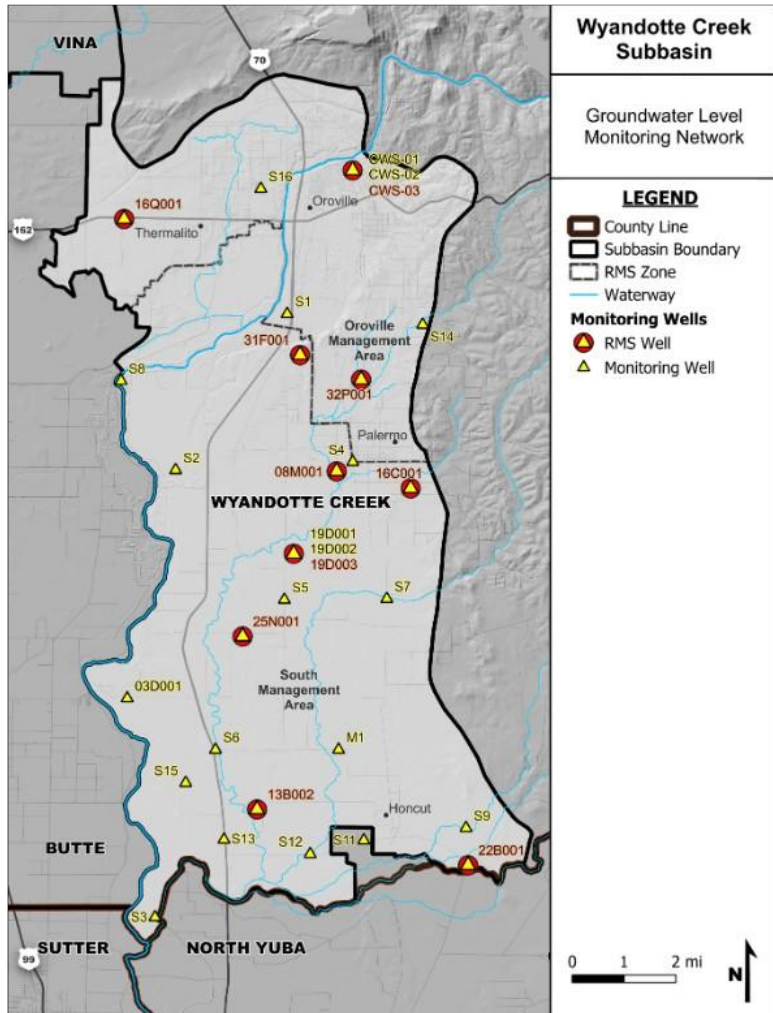 VINA
70
CWS-01
CWS-02
CWS-03
S16
16Q001
Oroville
162
Thermalito
S1
Oroville
Management
Area
S14
31F001
S8
32P001
Palermo
S4
S2
08M001
16C001
WYANDOTTE CREEK
19D001
19D002
19D003
S5
S7
25N001
South
Management
Area
03D001
S6
M1
S15
13B002
Honcut
S9
BUTTE
S13
S12
S11
22B001
S3
SUTTER
NORTH YUBA
99
Wyandotte Creek
Subbasin
Groundwater Level
Monitoring Network
LEGEND
County Line
Subbasin Boundary
RMS Zone
Waterway
Monitoring Wells
RMS Well
Monitoring Well
0 1 2 mi
N